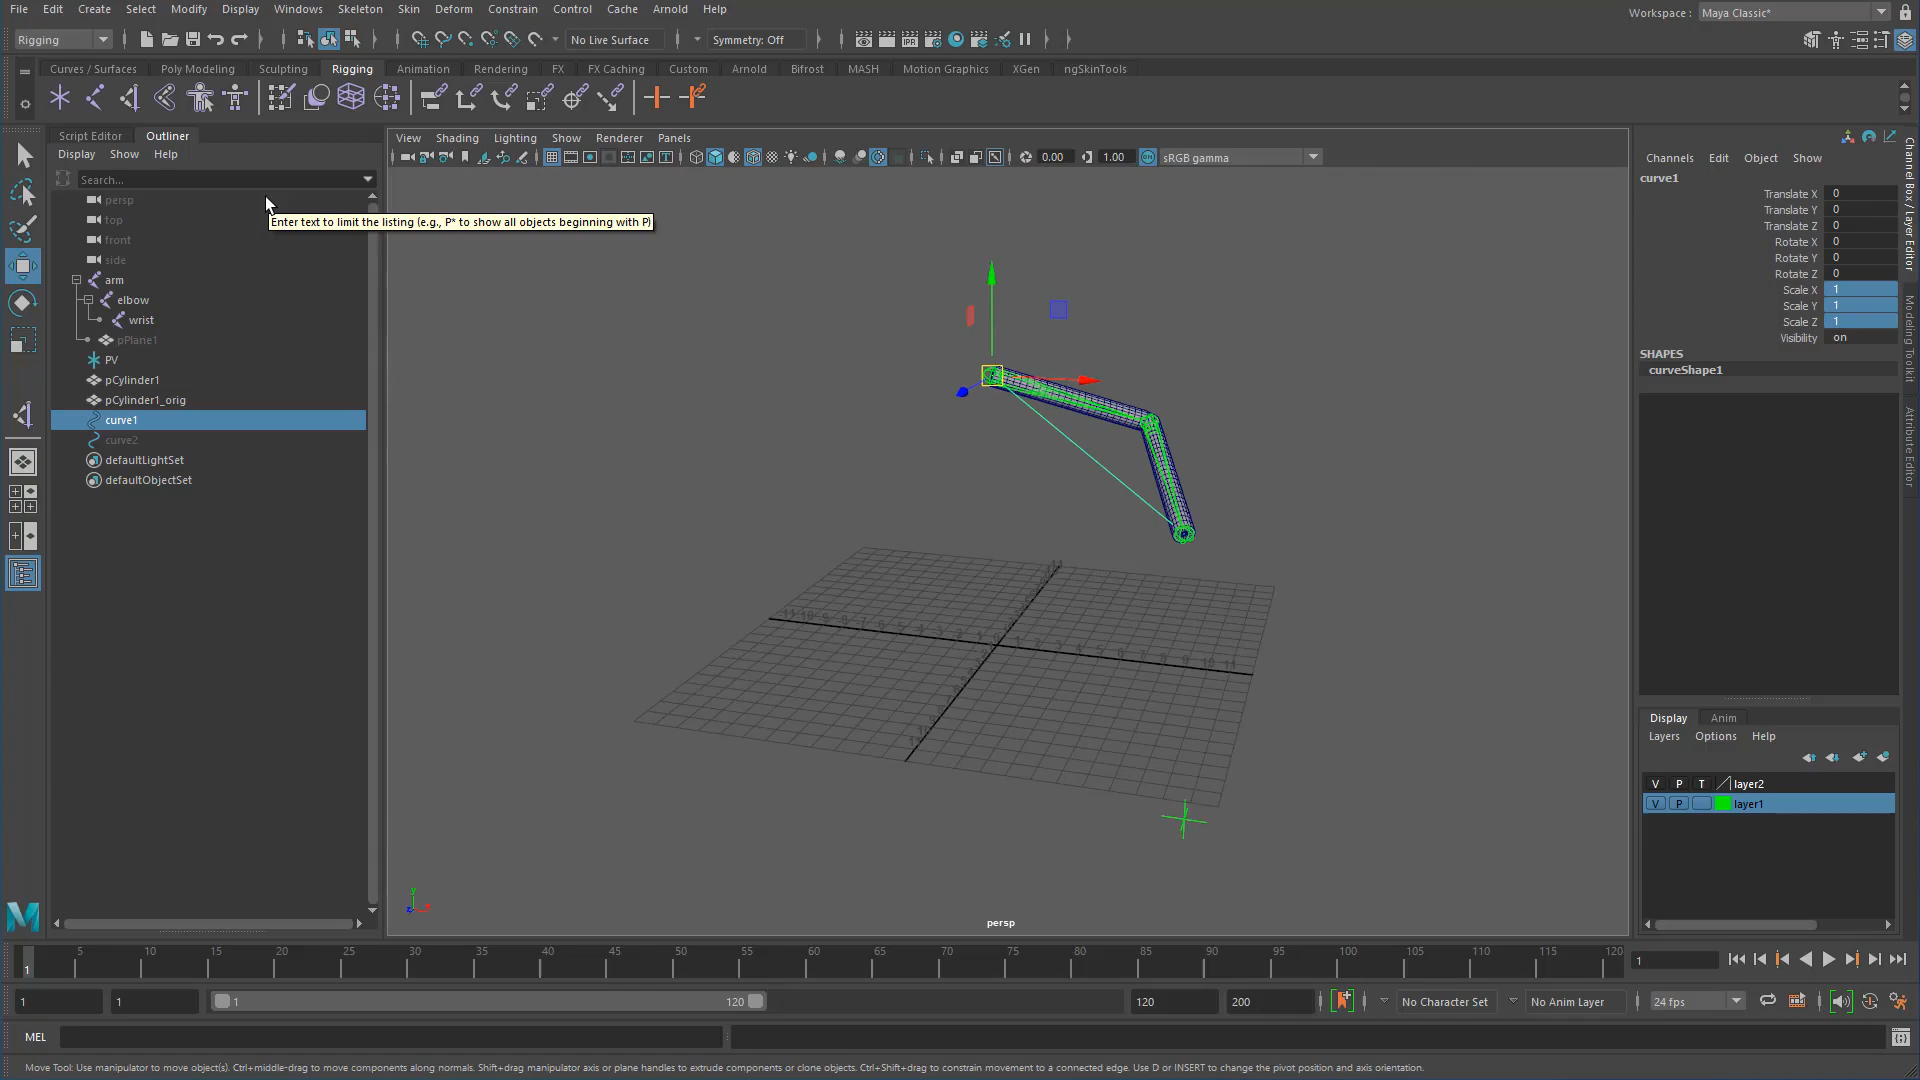 File Edit Create Select Modify Display Windows Skeleton Skin Deform Constrain Control Cache Arnold Help
Workspace : Maya Classic*
Rigging No Live Surface Symmetry: Off
Curves / Surfaces Poly Modeling Sculpting Rigging Animation Rendering FX FX Caching Custom Arnold Bifrost MASH Motion Graphics XGen ngSkinTools
Script Editor Outliner
Display Show Help
Search...
persp
Enter text to limit the listing (e.g., P* to show all objects beginning with P)
top
front
side
arm
elbow
wrist
pPlane1
PV
pCylinder1
pCylinder1_orig
curve1
curve2
defaultLightSet
defaultObjectSet
View Shading Lighting Show Renderer Panels
0.00 1.00 sRGB gamma
persp
Channels Edit Object Show
curve1
Translate X 0
Translate Y 0
Translate Z 0
Rotate X 0
Rotate Y 0
Rotate Z 0
Scale X 1
Scale Y 1
Scale Z 1
Visibility on
SHAPES
curveShape1
Channel Box / Layer Editor
Modeling Toolkit
Attribute Editor
Display Anim
Layers Options Help
V P T layer2
V P layer1
5 10 15 20 25 30 35 40 45 50 55 60 65 70 75 80 85 90 95 100 105 110 115 120
1 1
1 1 1 120 120 200 No Character Set No Anim Layer 24 fps
MEL
Move Tool: Use manipulator to move object(s). Ctrl+middle-drag to move components along normals. Shift+drag manipulator axis or plane handles to extrude components or clone objects. Ctrl+Shift+drag to constrain movement to a connected edge. Use D or INSERT to change the pivot position and axis orientation.